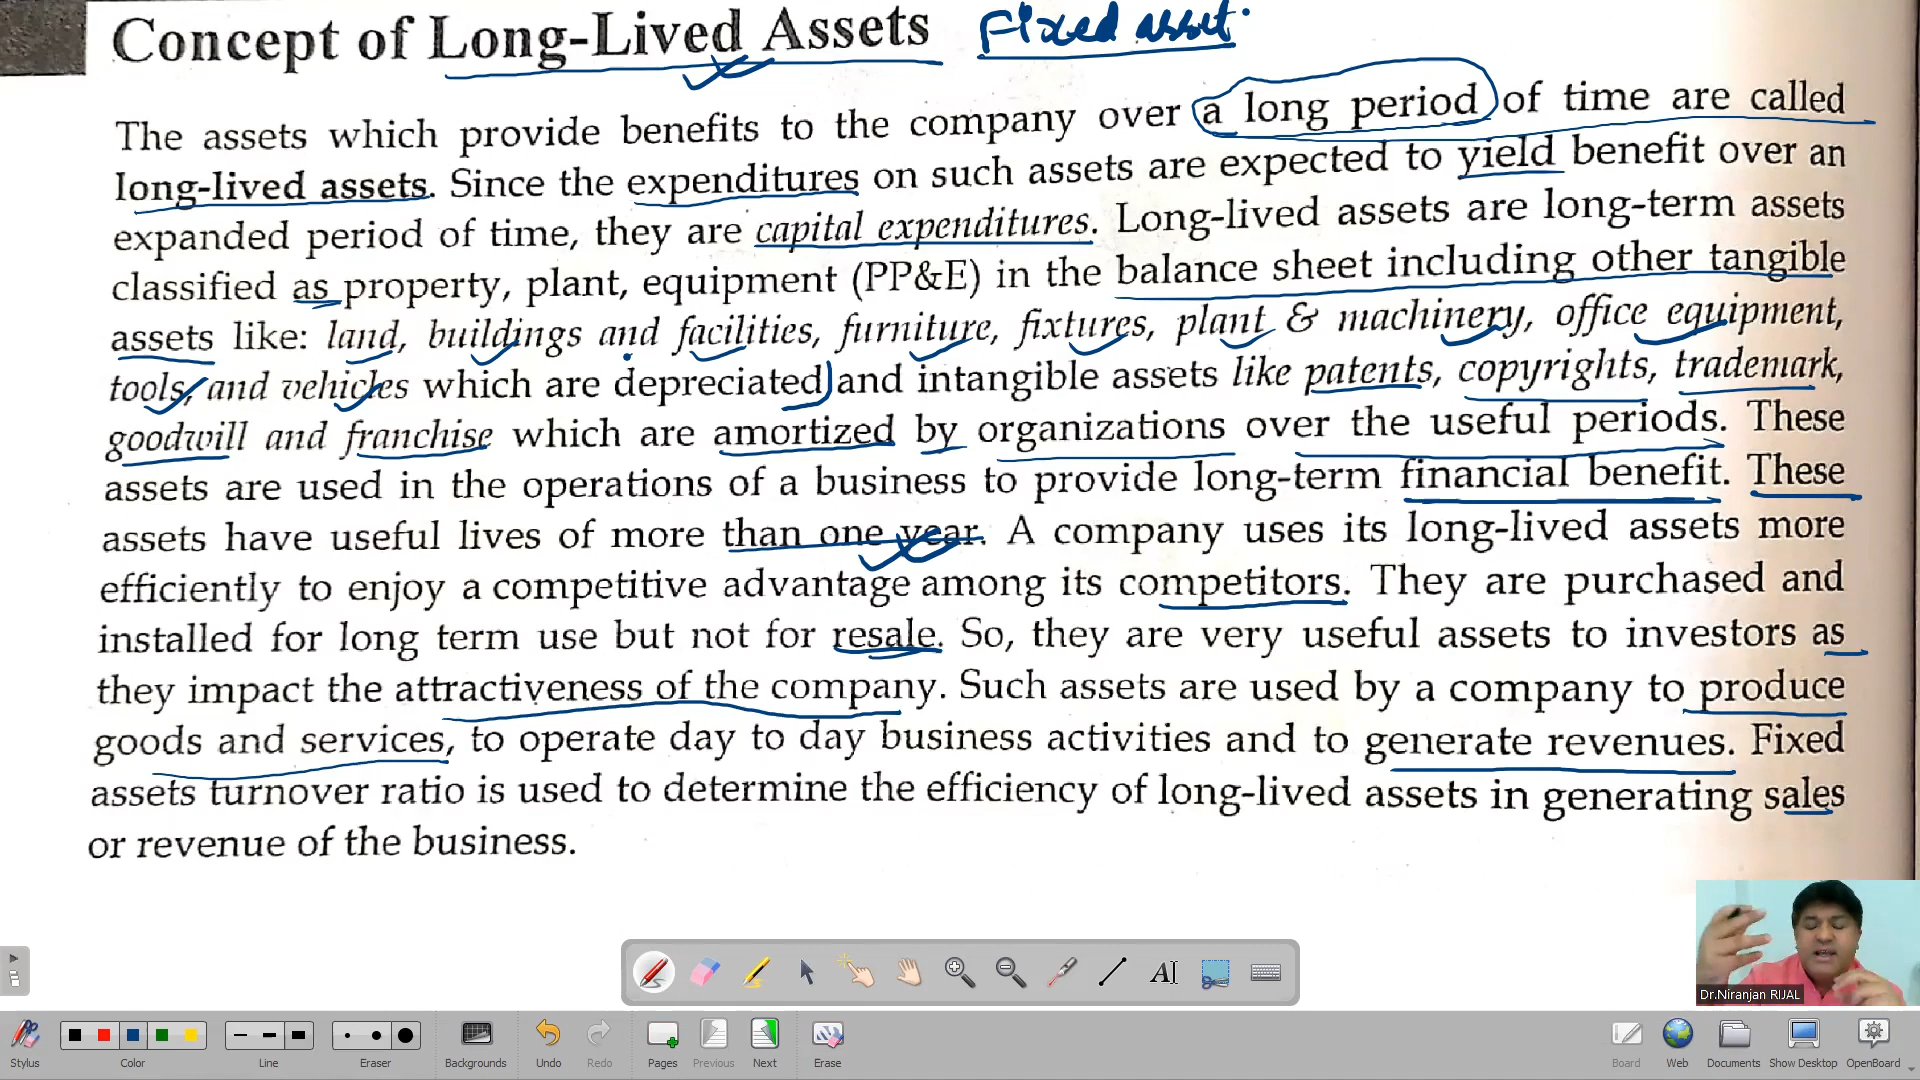 Concept of Long-Lived Assets Fixed asset.
The assets which provide benefits to the company over a long period of time are called
long-lived assets. Since the expenditures on such assets are expected to yield benefit over an
expanded period of time, they are capital expenditures. Long-lived assets are long-term assets
classified as property, plant, equipment (PP&E) in the balance sheet including other tangible
assets like: land, buildings and facilities, furniture, fixtures, plant & machinery, office equipment,
tools, and vehicles which are depreciated and intangible assets like patents, copyrights, trademark,
goodwill and franchise which are amortized by organizations over the useful periods. These
assets are used in the operations of a business to provide long-term financial benefit. These
assets have useful lives of more than one year. A company uses its long-lived assets more
efficiently to enjoy a competitive advantage among its competitors. They are purchased and
installed for long term use but not for resale. So, they are very useful assets to investors as
they impact the attractiveness of the company. Such assets are used by a company to produce
goods and services, to operate day to day business activities and to generate revenues. Fixed
assets turnover ratio is used to determine the efficiency of long-lived assets in generating sales
or revenue of the business.
Dr.Niranjan RIJAL
Stylus Color Line Eraser Backgrounds Undo Redo Pages Previous Next Erase Board Web Documents Show Desktop OpenBoard